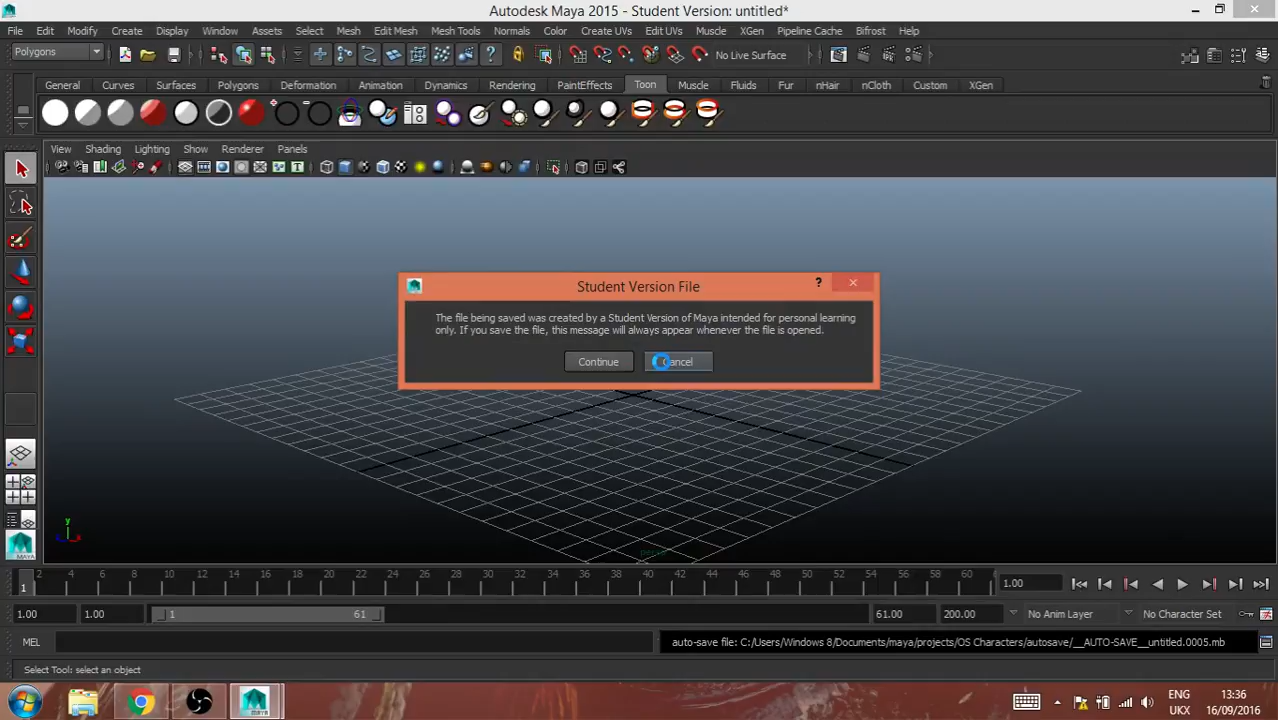 Autodesk Maya 2015 - Student Version: untitled*
File Edit Modify Create Display Window Assets Select Mesh Edit Mesh Mesh Tools Normals Color Create UVs Edit UVs Muscle XGen Pipeline Cache Bifrost Help
Polygons No Live Surface
General Curves Surfaces Polygons Deformation Animation Dynamics Rendering PaintEffects Toon Muscle Fluids Fur nHair nCloth Custom XGen
View Shading Lighting Show Renderer Panels
Student Version File
The file being saved was created by a Student Version of Maya intended for personal learning
only. If you save the file, this message will always appear whenever the file is opened.
Continue Cancel
y
x
persp
2 4 6 8 10 12 14 16 18 20 22 24 26 28 30 32 34 36 38 40 42 44 46 48 50 52 54 56 58 60
1 1.00
1.00 1.00 1 61 61.00 200.00 No Anim Layer No Character Set
MEL auto-save file: C:/Users/Windows 8/Documents/maya/projects/OS Characters/autosave/__AUTO-SAVE__untitled.0005.mb
Select Tool: select an object
ENG 13:36
UKX 16/09/2016